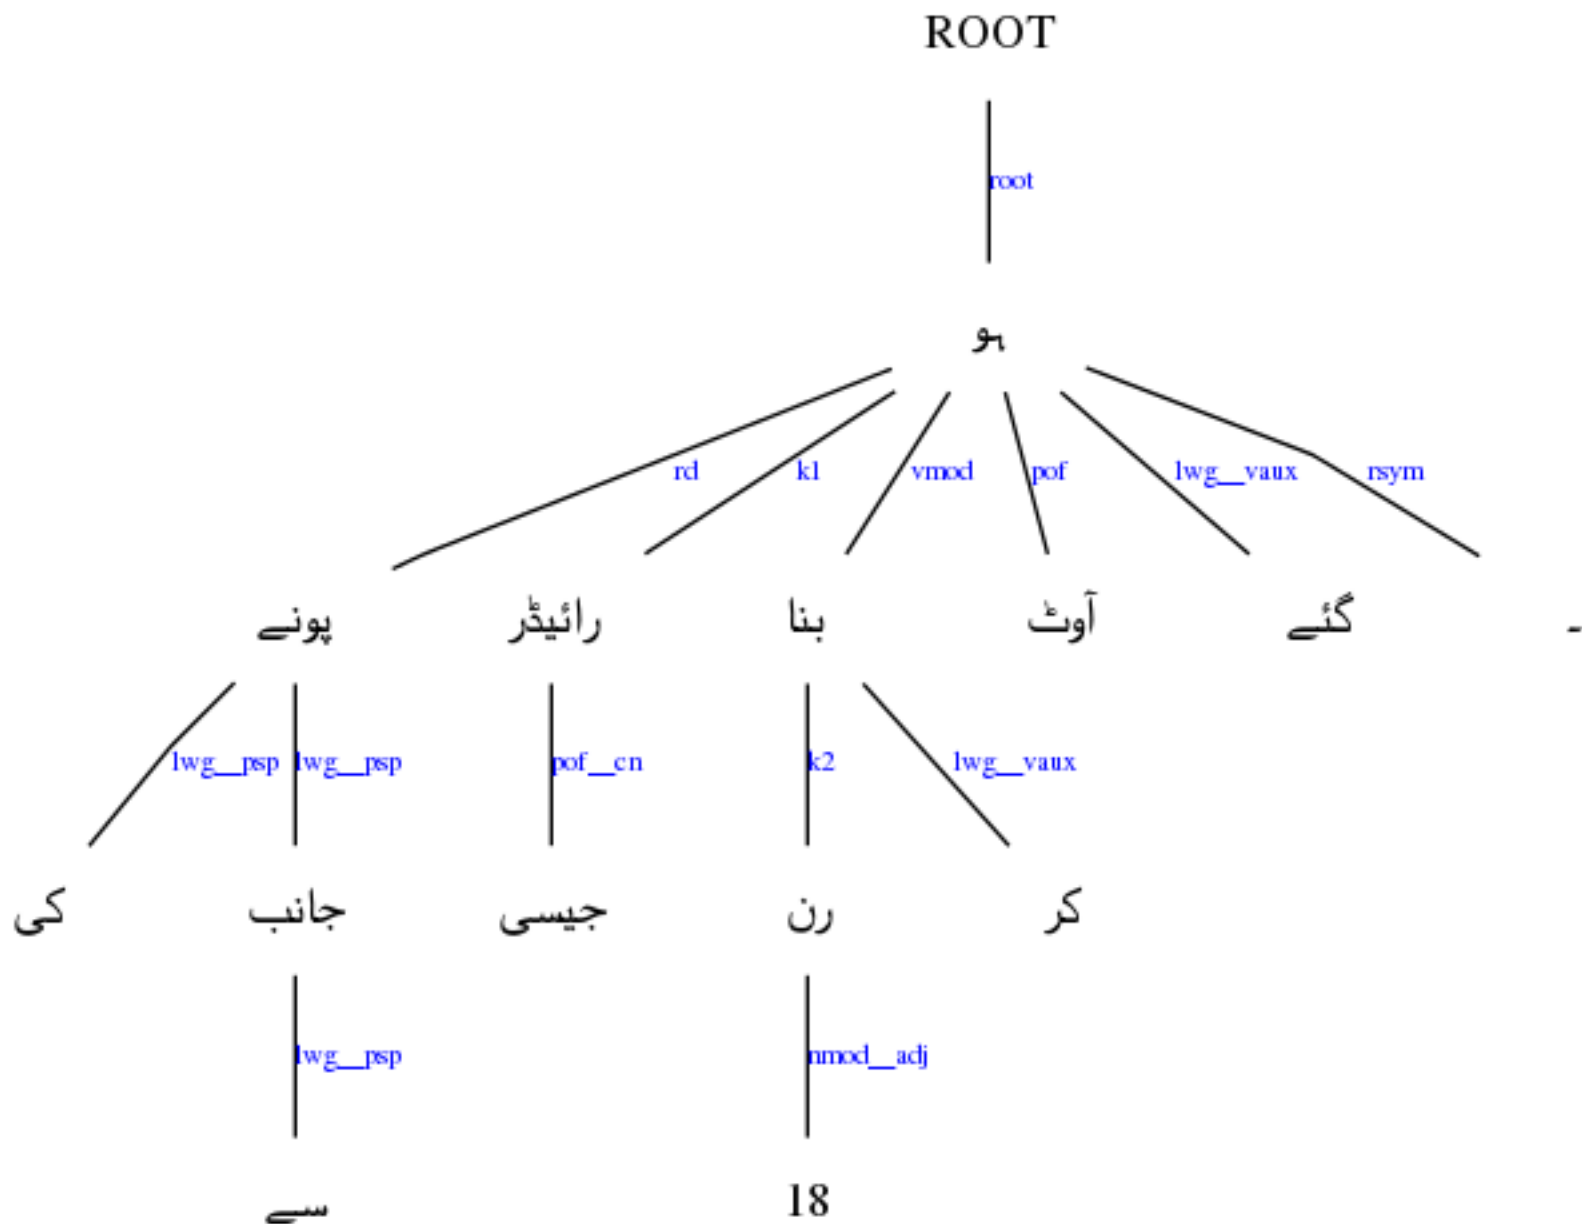 ROOT
root
ہو
rd k1 vmod pof lwg__vaux rsym
پونے رائیڈر بنا آوٹ گئے ۔
lwg__psp lwg__psp pof__cn k2 lwg__vaux
کی جانب جیسی رن کر
lwg__psp nmod__adj
سے 18